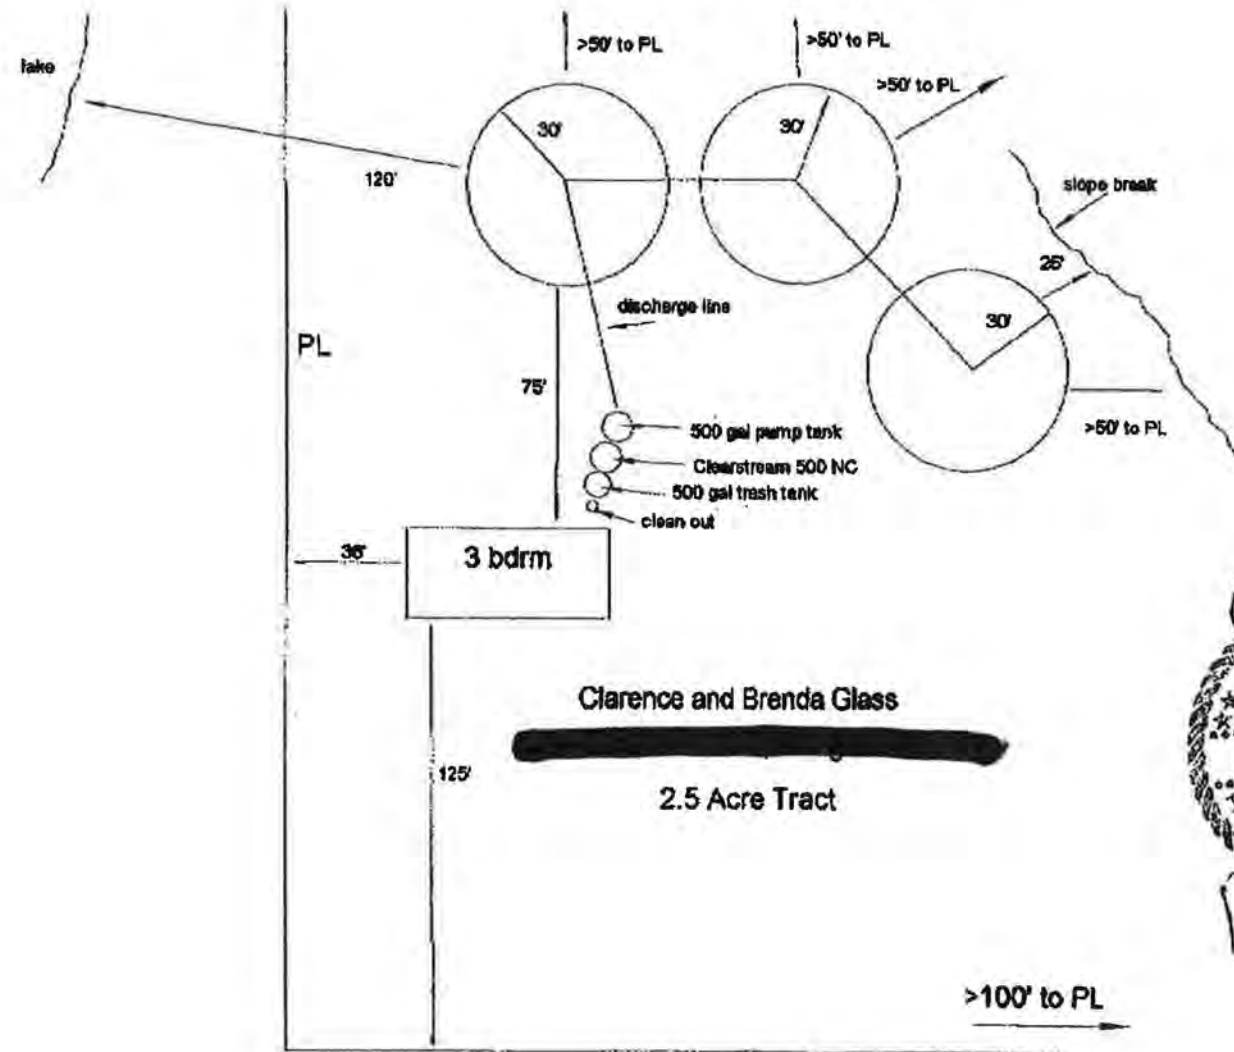 >50' to PL
>50' to PL
lake
>50' to PL
30'
30'
120'
slope break
25'
discharge line
30'
PL
75'
>50' to PL
500 gal pump tank
Clearstream 500 NC
500 gal trash tank
clean out
3 bdrm
Clarence and Brenda Glass
125'
2.5 Acre Tract
>100' to PL